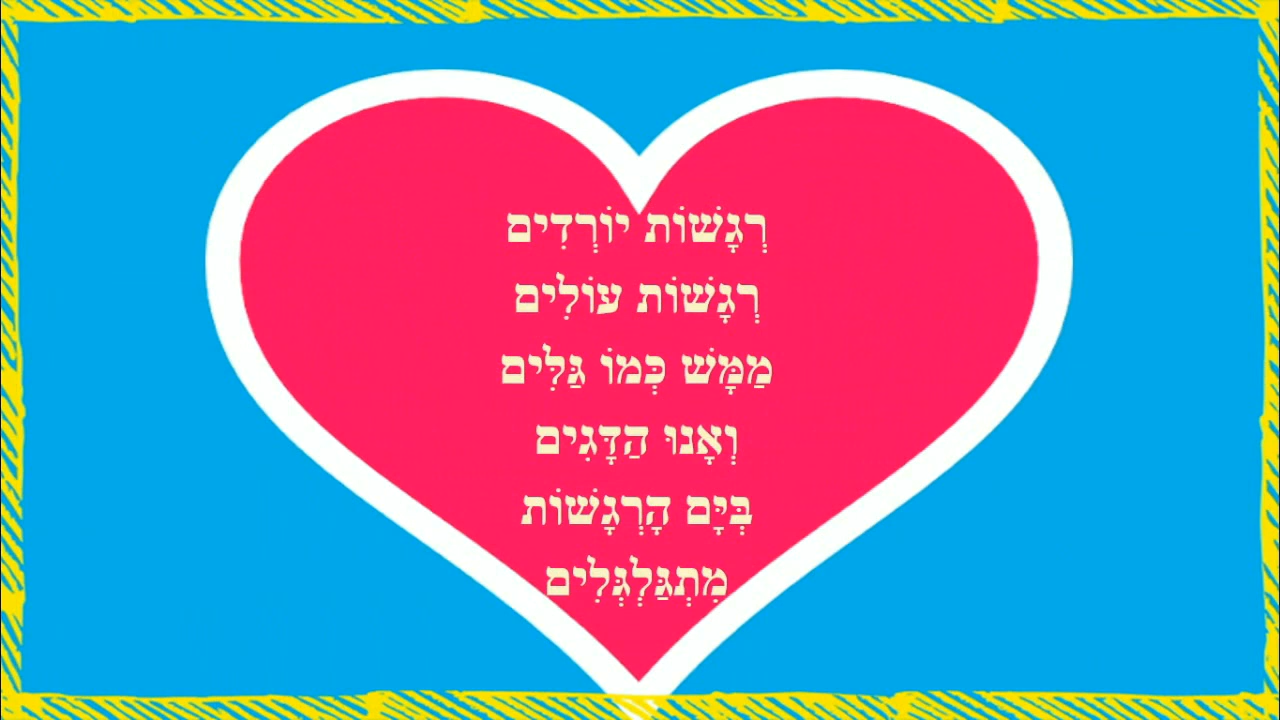 רְגָשׁוֹת יוֹרְדִים
רְגָשׁוֹת עוֹלִים
מַמָּשׁ כְּמוֹ גַּלִּים
וְאָנוּ הַדָּגִים
בְּיָּם הָרְגָשׁוֹת
מִתְגַּלְגְּלִים